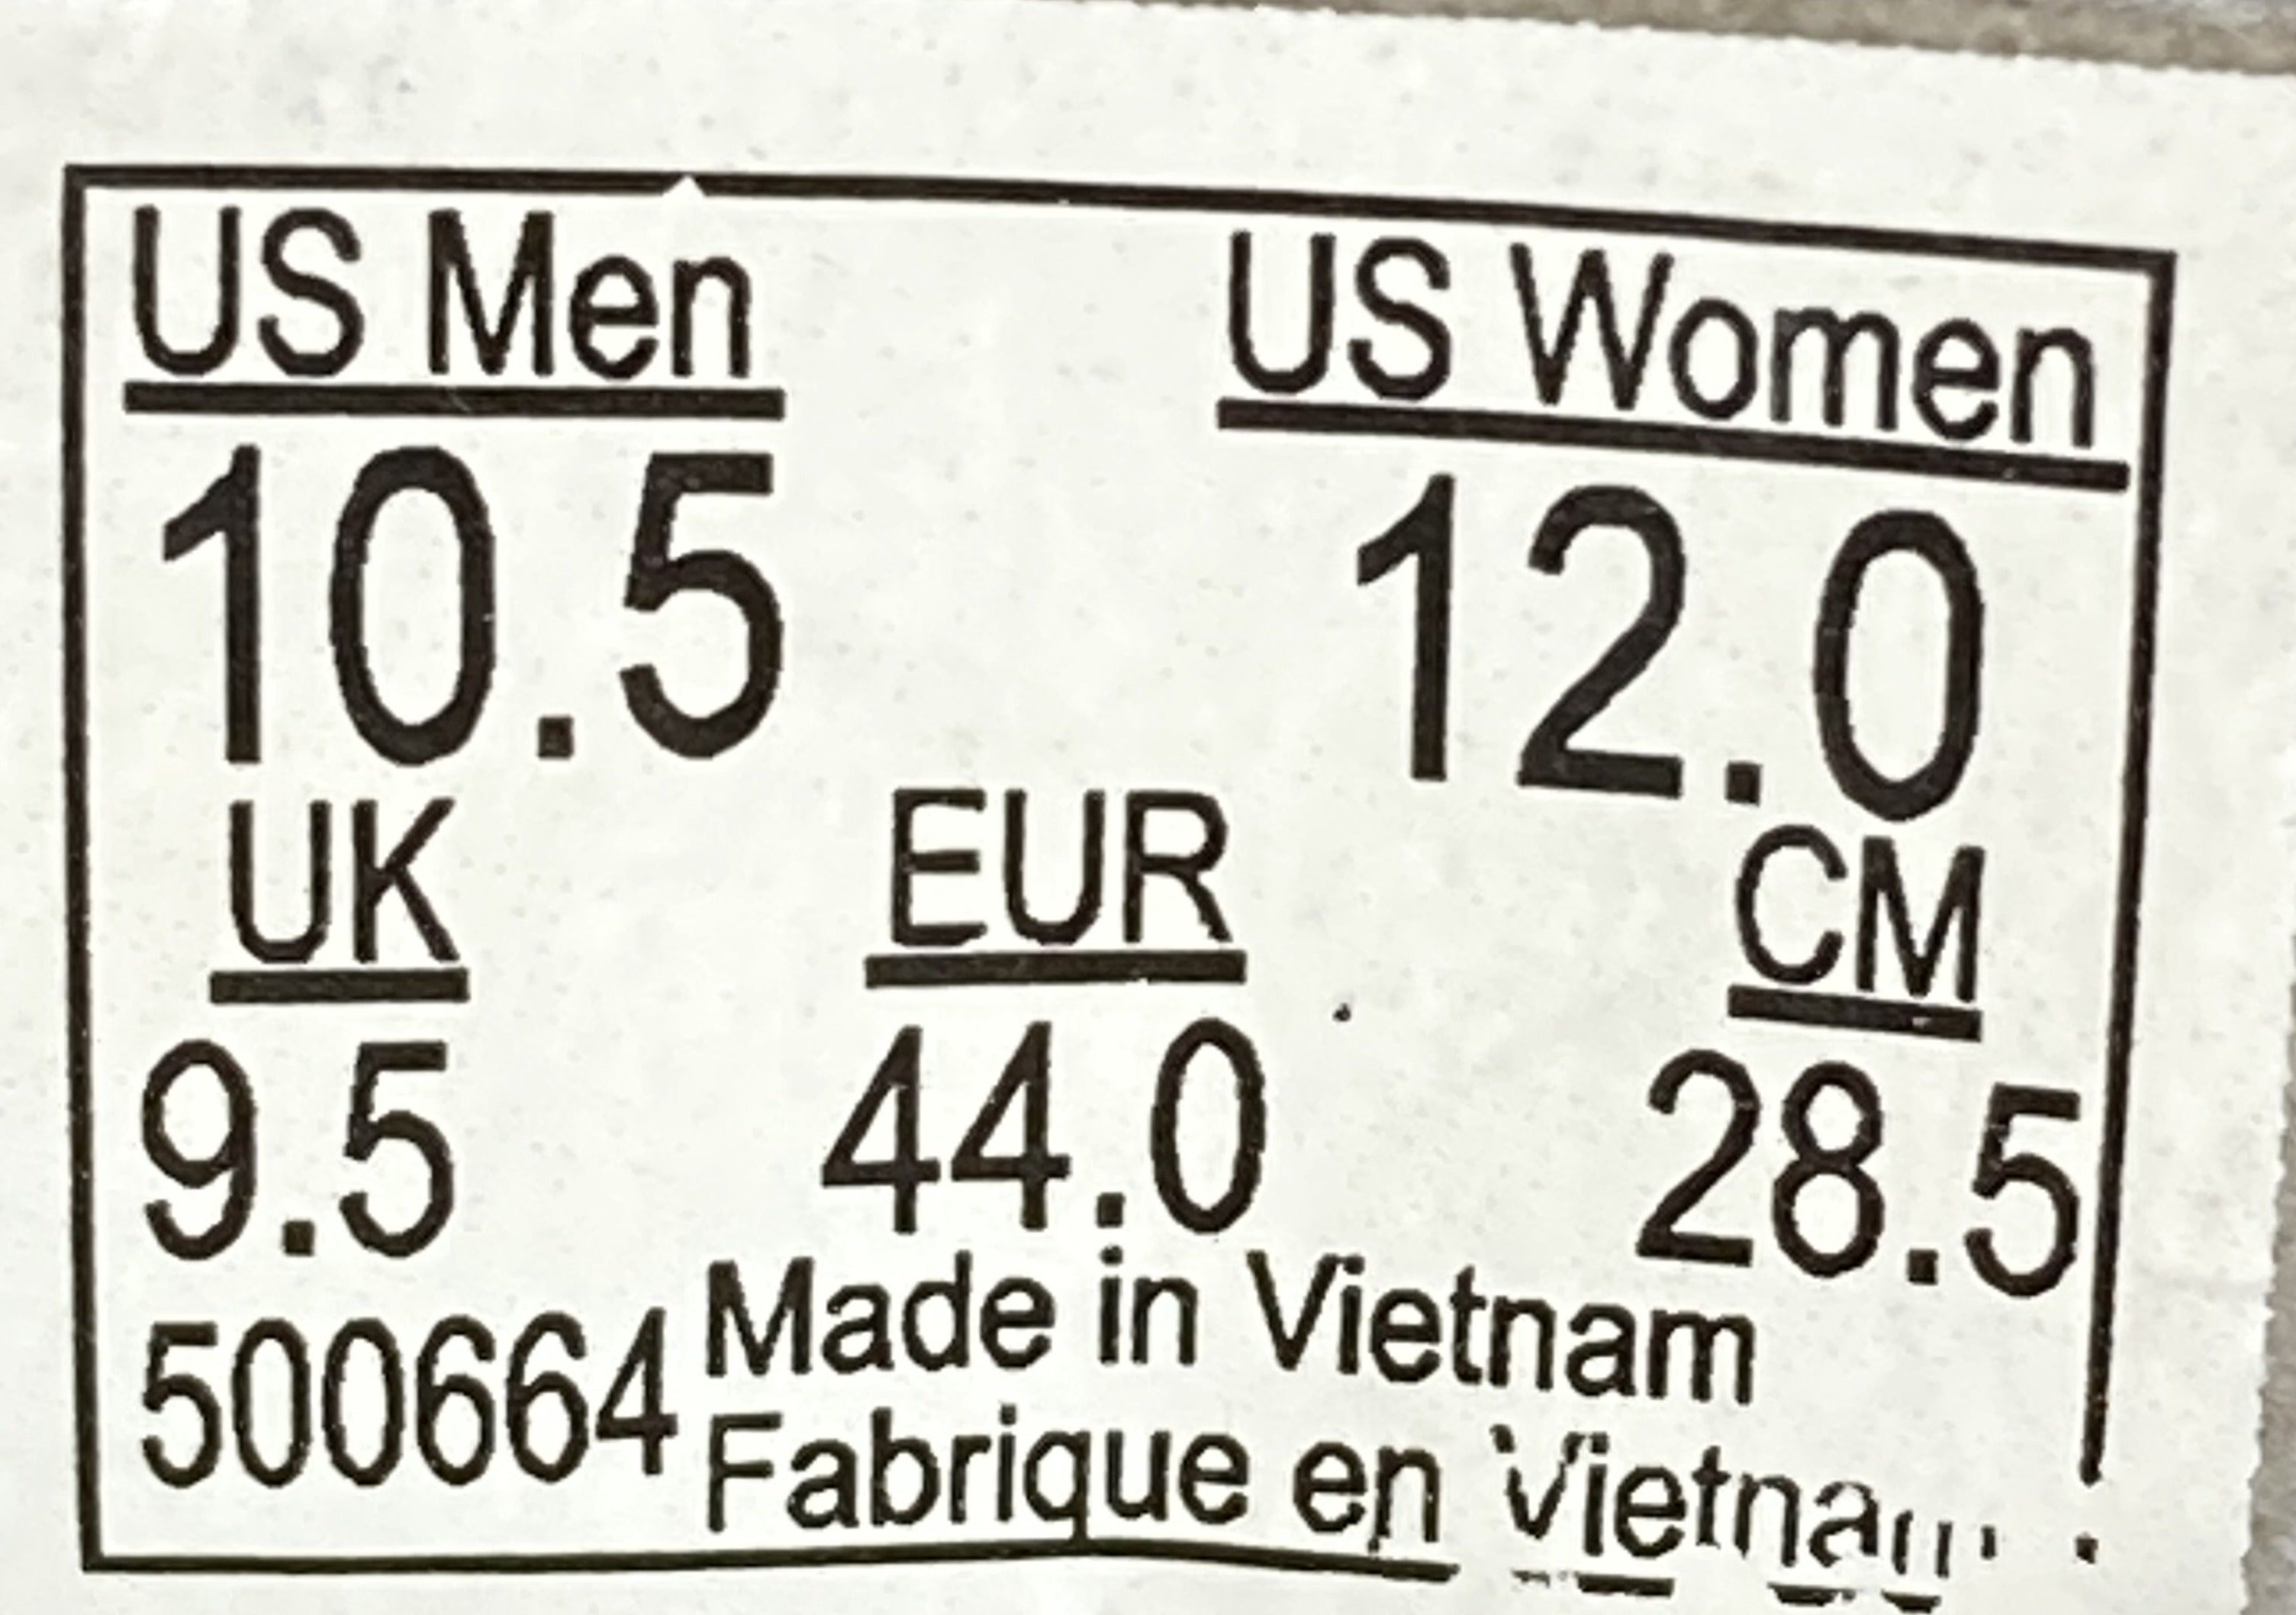 US Men US Women
10.5 12.0
UK EUR CM
9.5 44.0 28.5
500664 Made in Vietnam
Fabrique en Vietnam